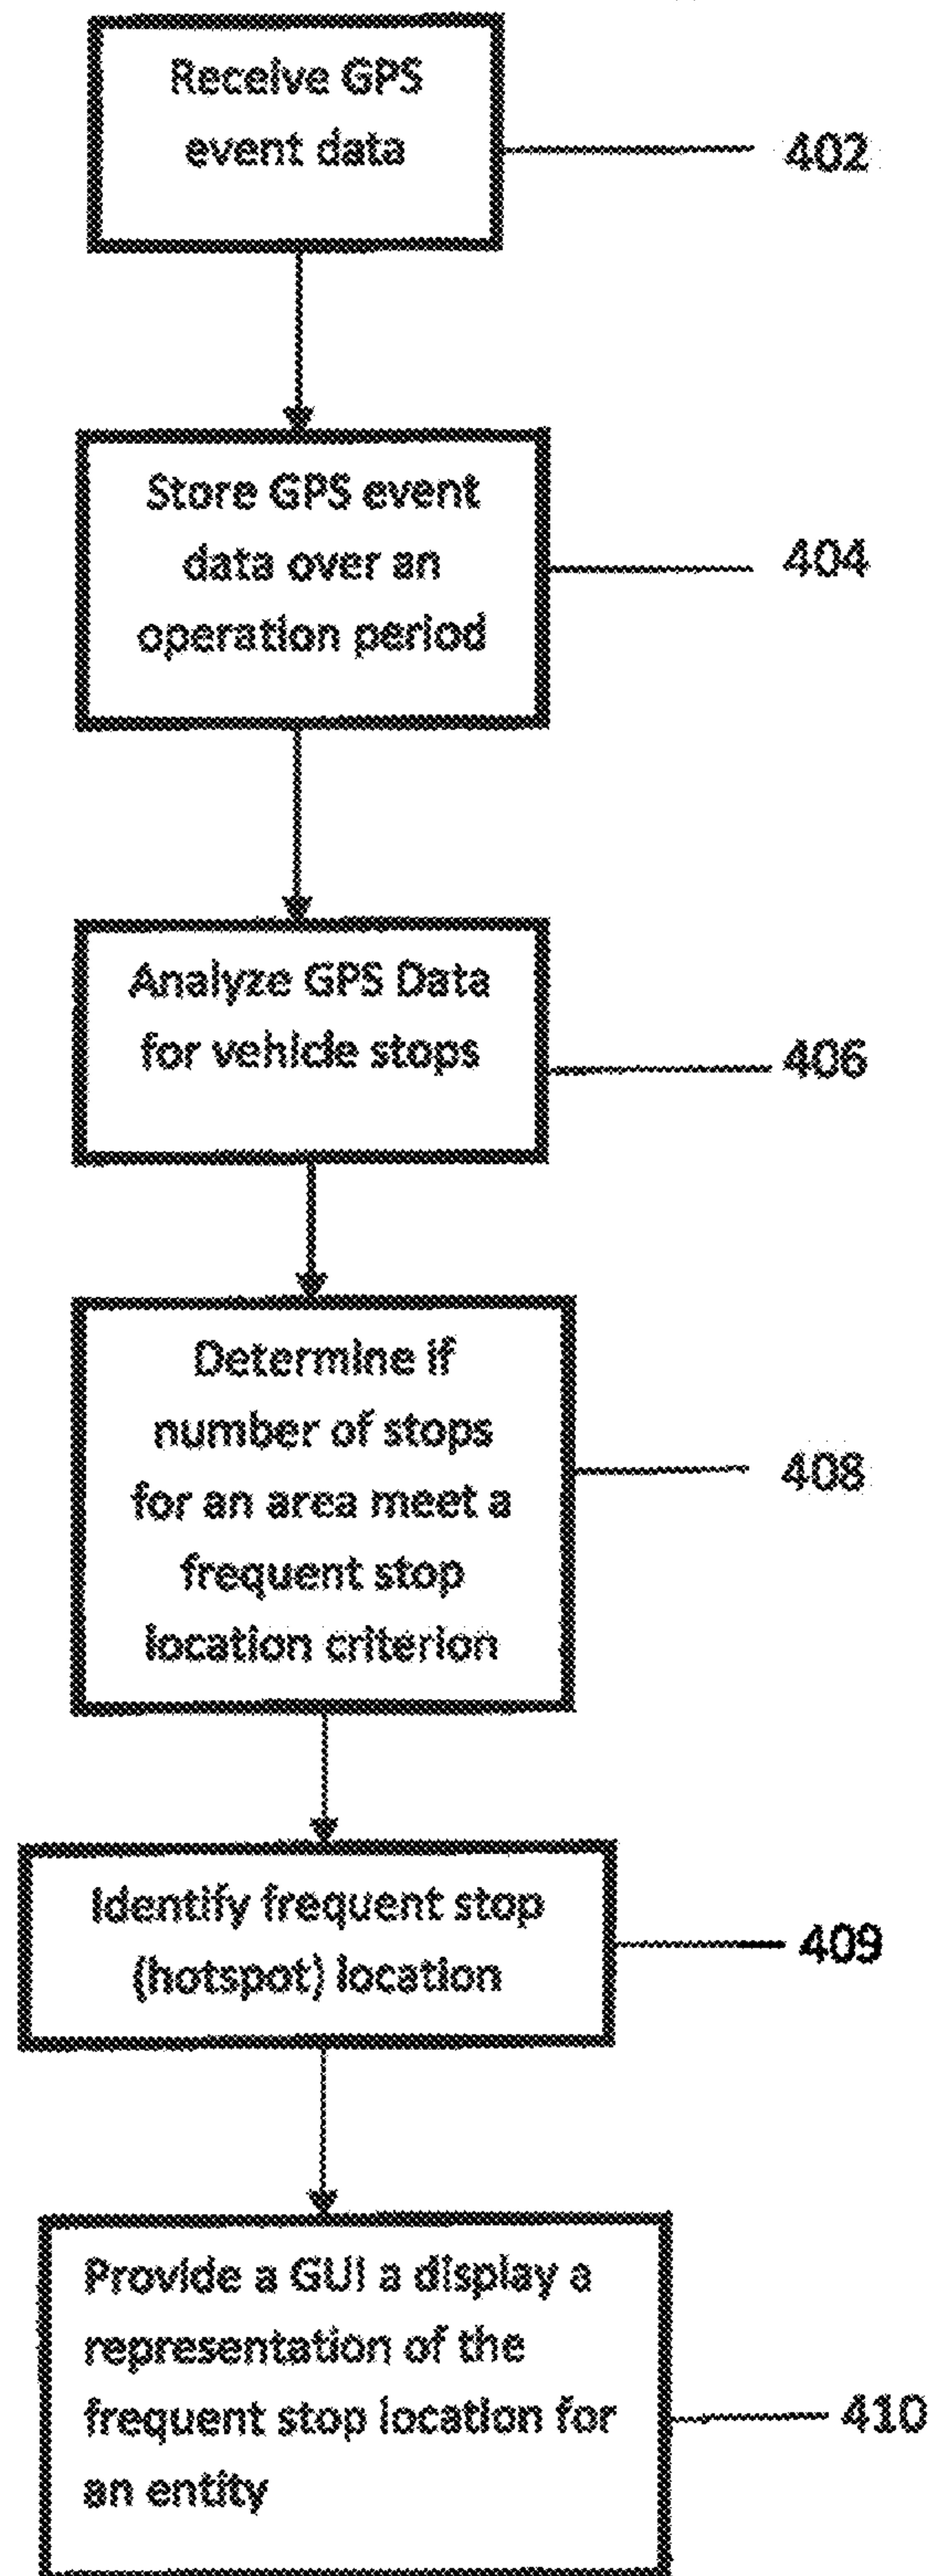 Receive GPS
event data
402
Store GPS event
data over an
operation period
404
Analyze GPS Data
for vehicle stops
406
Determine if
number of stops
for an area meet a
frequent stop
location criterion
408
Identify frequent stop
(hotspot) location
409
Provide a GUI a display a
representation of the
frequent stop location for
an entity
410